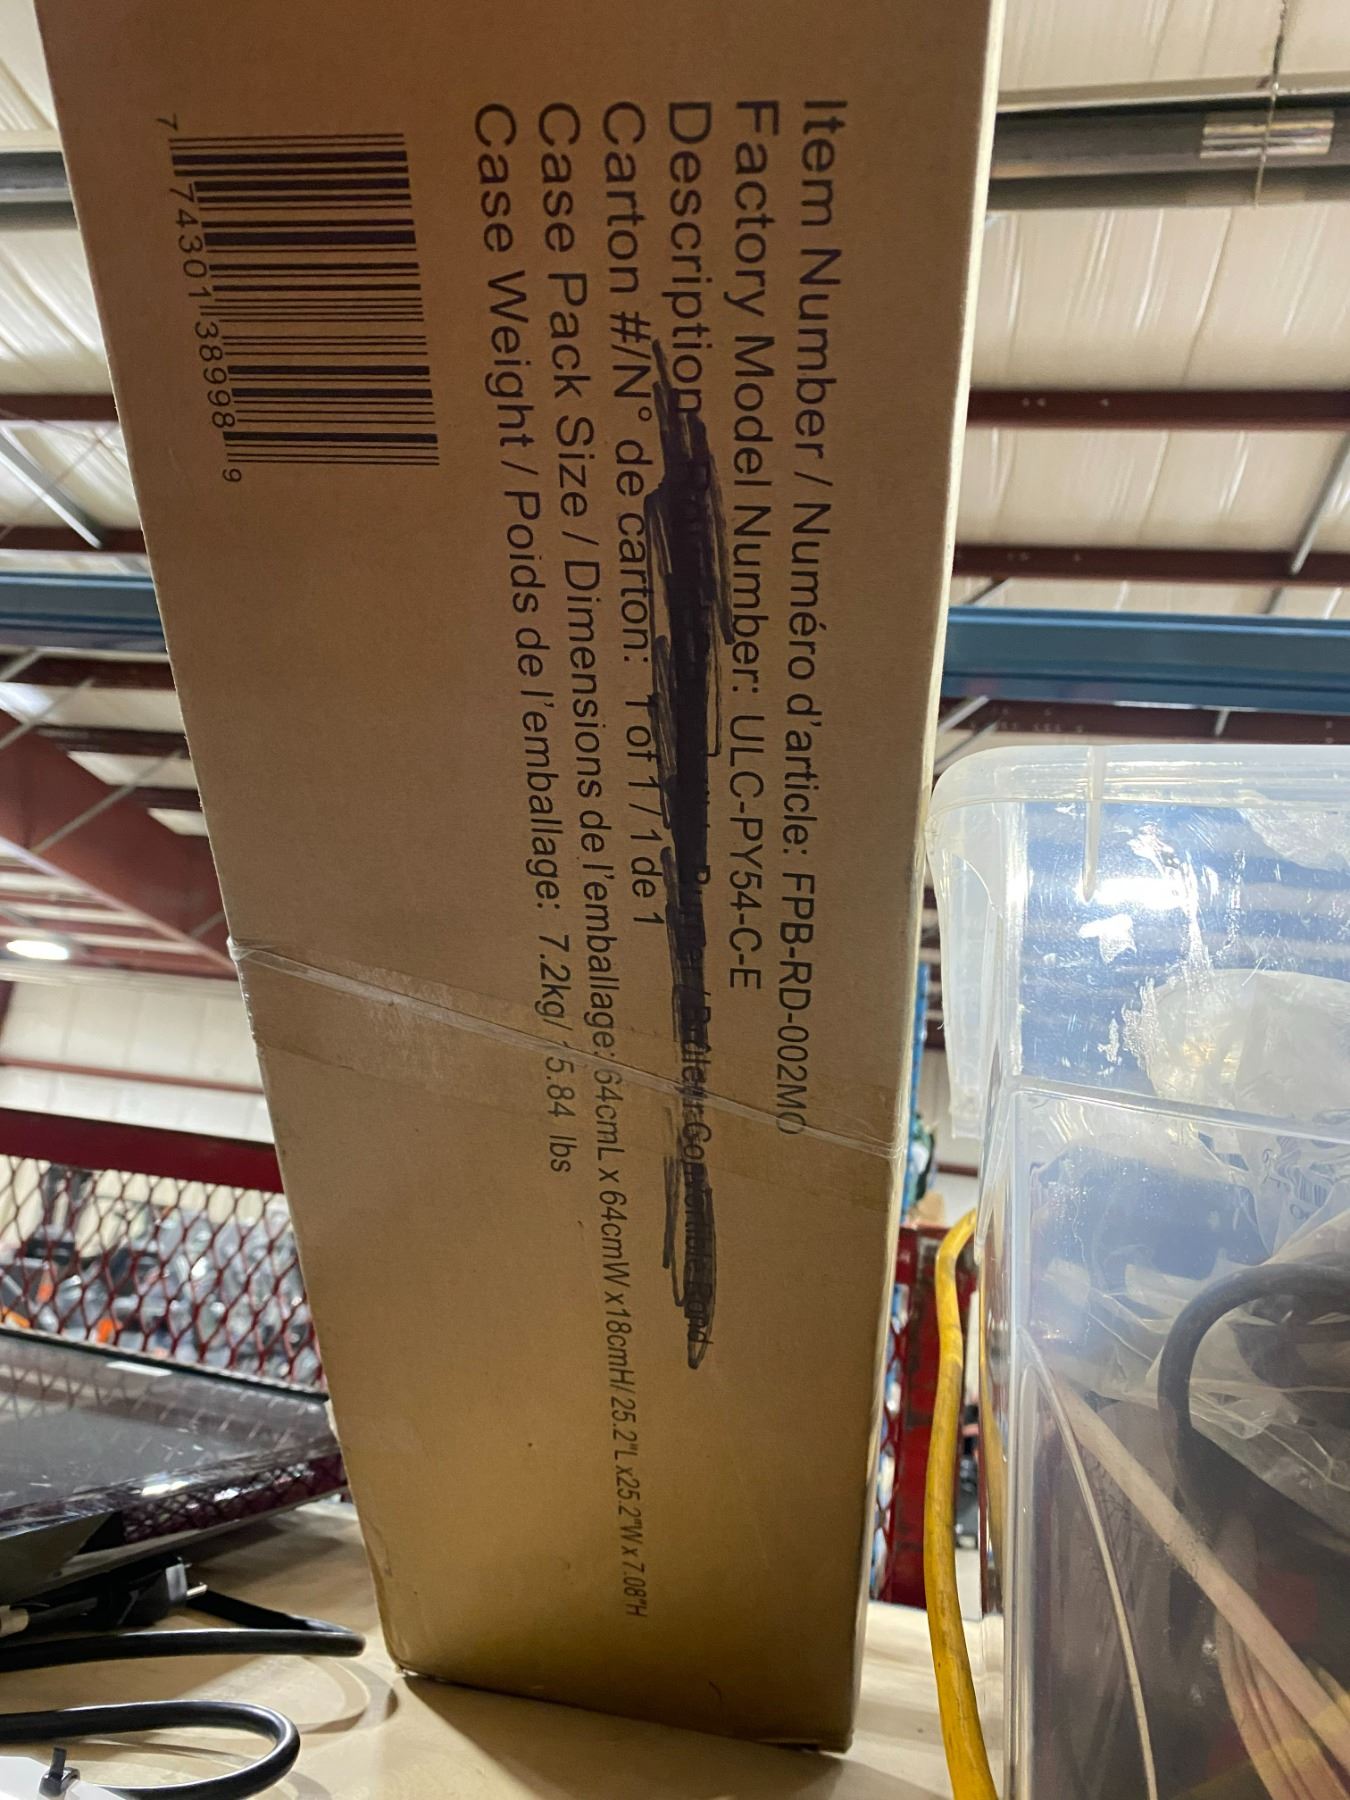 Item Number / Numéro d'article: FPB-RD-002MO
Factory Model Number: ULC-PY54-C-E
Description
Carton #/N° de carton: 1 of 1 / 1 de 1
Case Pack Size / Dimensions de l'emballage: 64cmL x 64cmW x18cmH/ 25.2"L x25.2"W x 7.08"H
Case Weight / Poids de l'emballage: 7.2kg/ 15.84 lbs
7 74301 38998 9